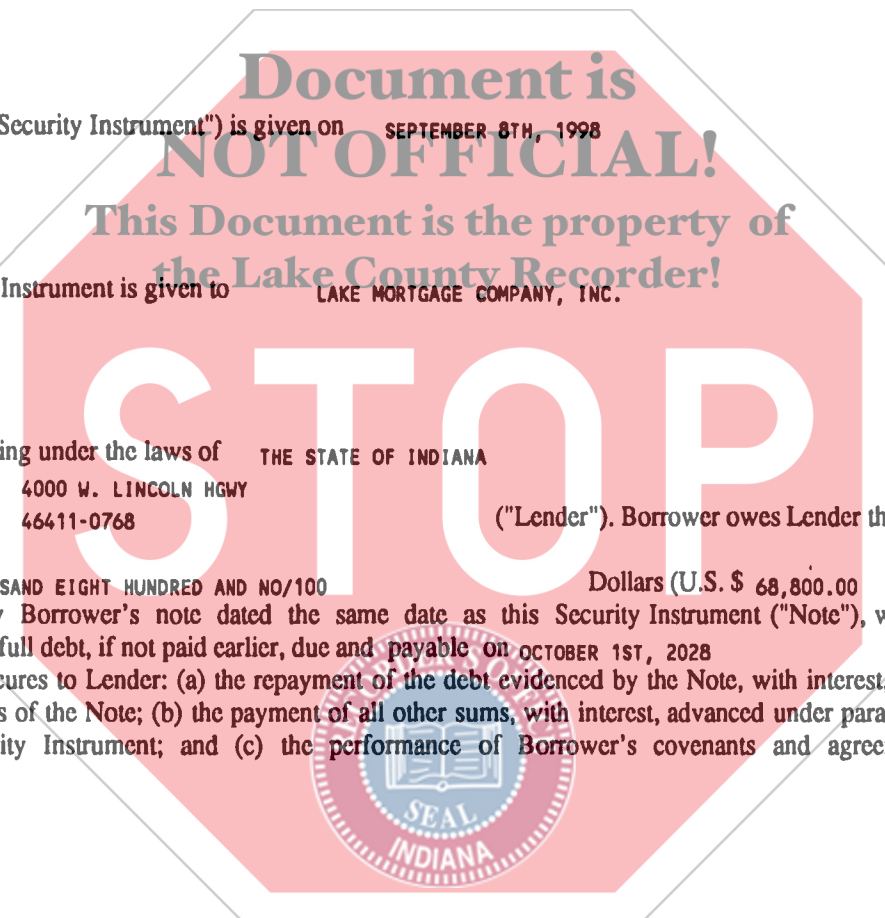 Document is
Security Instrument") is given on SEPTEMBER 8TH, 1998
NOT OFFICIAL!
This Document is the property of
the Lake County Recorder!
Instrument is given to LAKE MORTGAGE COMPANY, INC.
STOP
ing under the laws of THE STATE OF INDIANA
4000 W. LINCOLN HGWY
46411-0768 ("Lender"). Borrower owes Lender th
SAND EIGHT HUNDRED AND NO/100 Dollars (U.S. $ 68,800.00
Borrower's note dated the same date as this Security Instrument ("Note"), w
full debt, if not paid earlier, due and payable on OCTOBER 1ST, 2028
cures to Lender: (a) the repayment of the debt evidenced by the Note, with interest,
s of the Note; (b) the payment of all other sums, with interest, advanced under para
ity Instrument; and (c) the performance of Borrower's covenants and agree
RECORDER'S OFFICE
SEAL
INDIANA